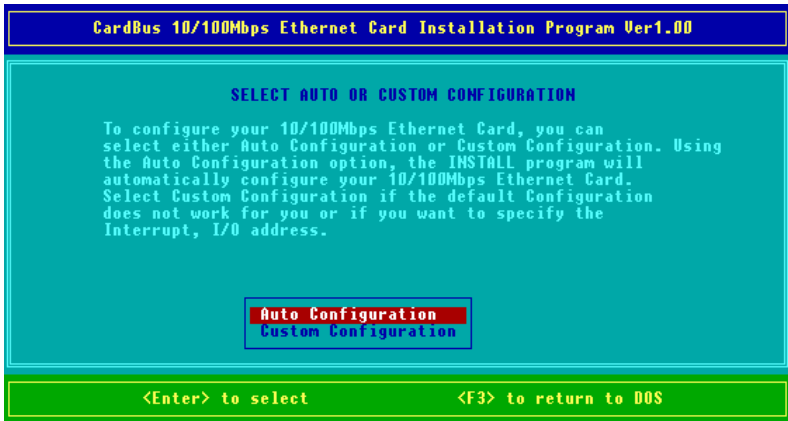 CardBus 10/100Mbps Ethernet Card Installation Program Ver1.00
SELECT AUTO OR CUSTOM CONFIGURATION
To configure your 10/100Mbps Ethernet Card, you can
select either Auto Configuration or Custom Configuration. Using
the Auto Configuration option, the INSTALL program will
automatically configure your 10/100Mbps Ethernet Card.
Select Custom Configuration if the default Configuration
does not work for you or if you want to specify the
Interrupt, I/O address.
Auto Configuration
Custom Configuration
<Enter> to select <F3> to return to DOS